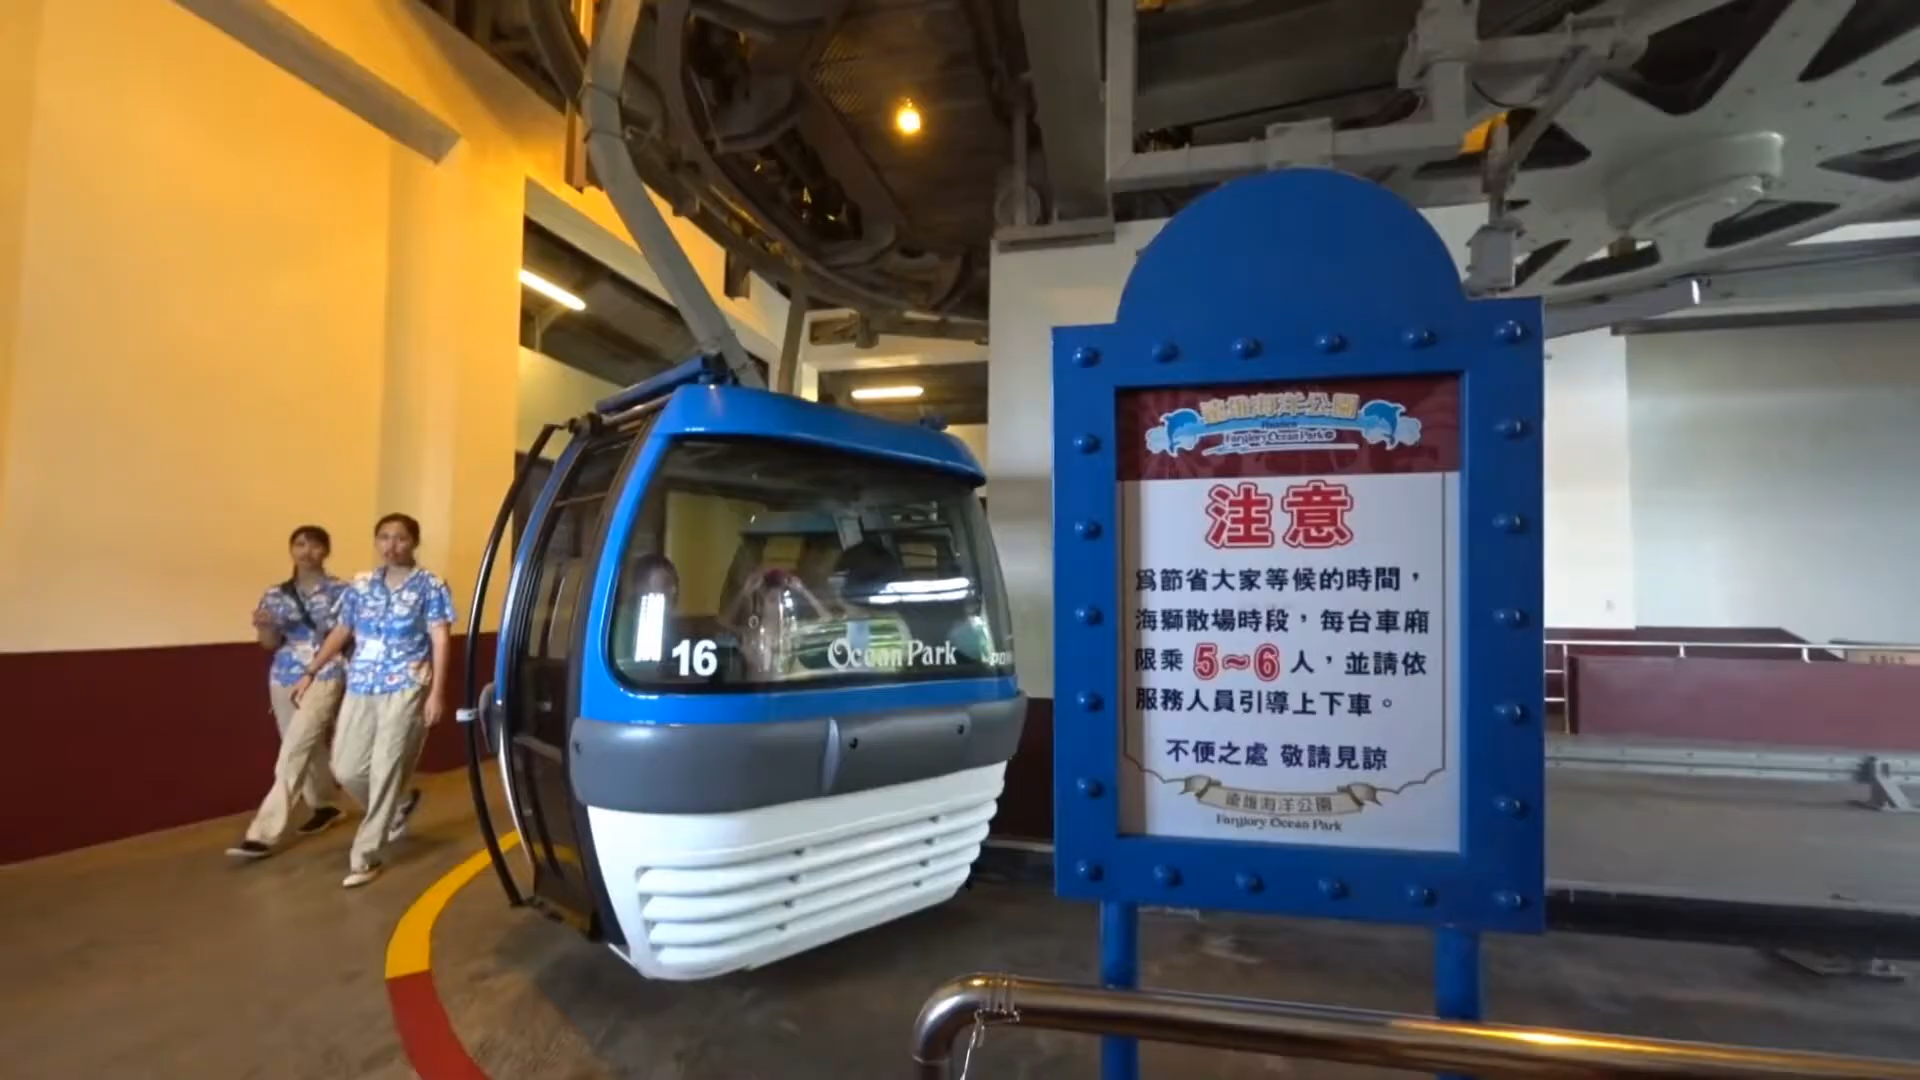 16
Ocean Park
遠雄海洋公園
Farglory Ocean Park
注意
為節省大家等候的時間，
海獅散場時段，每台車廂
限乘 5～6 人，並請依
服務人員引導上下車。
不便之處 敬請見諒
遠雄海洋公園
Farglory Ocean Park